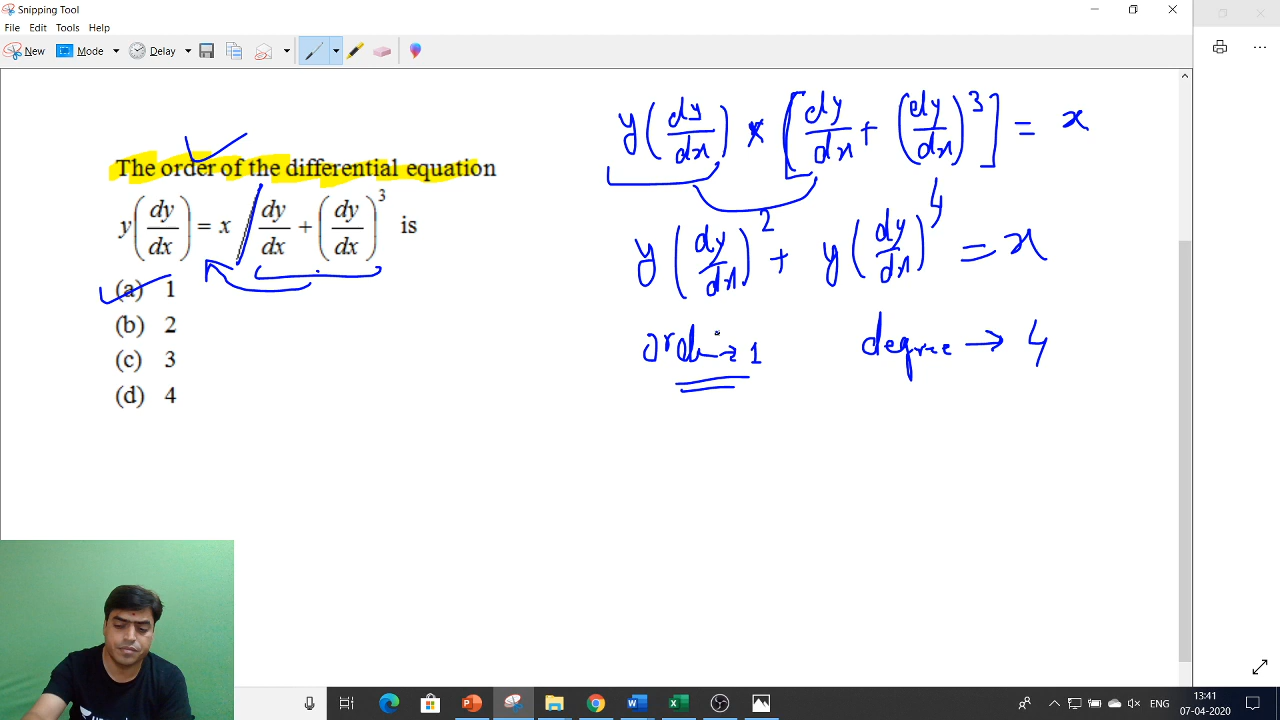 Snipping Tool
File Edit Tools Help
New Mode Delay
The order of the differential equation
y(dy/dx) = x / dy/dx + (dy/dx)^3 is
(a) 1
(b) 2
(c) 3
(d) 4
y(dy/dx) × [dy/dx + (dy/dx)^3] = x
y(dy/dx)^2 + y(dy/dx)^4 = x
order → 1 degree → 4
ENG
13:41
07-04-2020